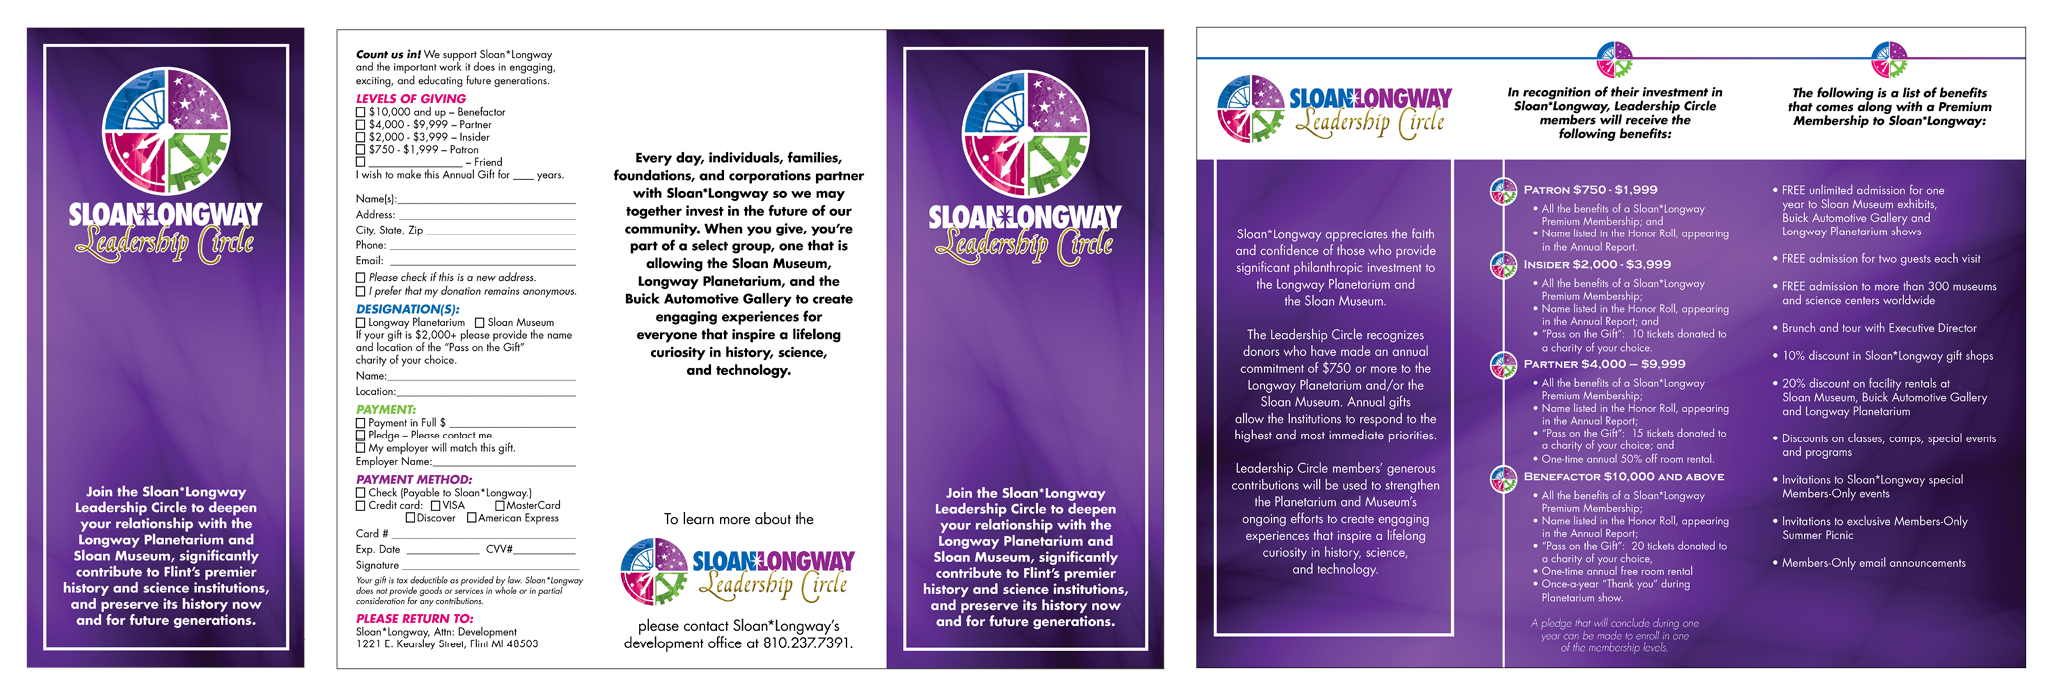 SLOAN*LONGWAY
Leadership Circle
Join the Sloan*Longway
Leadership Circle to deepen
your relationship with the
Longway Planetarium and
Sloan Museum, significantly
contribute to Flint's premier
history and science institutions,
and preserve its history now
and for future generations.
Count us in! We support Sloan*Longway
and the important work it does in engaging,
exciting, and educating future generations.
LEVELS OF GIVING
$10,000 and up – Benefactor
$4,000 - $9,999 – Partner
$2,000 - $3,999 – Insider
$750 - $1,999 – Patron
____________________ – Friend
I wish to make this Annual Gift for ____ years.
Name(s):
Address:
City, State, Zip
Phone:
Email:
Please check if this is a new address.
I prefer that my donation remains anonymous.
DESIGNATION(S):
Longway Planetarium Sloan Museum
If your gift is $2,000+ please provide the name
and location of the "Pass on the Gift"
charity of your choice.
Name:
Location:
PAYMENT:
Payment in Full $
Pledge – Please contact me.
My employer will match this gift.
Employer Name:
PAYMENT METHOD:
Check (Payable to Sloan*Longway.)
Credit card: VISA MasterCard
Discover American Express
Card #
Exp. Date ____________ CVV#
Signature
Your gift is tax deductible as provided by law. Sloan*Longway
does not provide goods or services in whole or in partial
consideration for any contributions.
PLEASE RETURN TO:
Sloan*Longway, Attn: Development
1221 E. Kearsley Street, Flint MI 48503
Every day, individuals, families,
foundations, and corporations partner
with Sloan*Longway so we may
together invest in the future of our
community. When you give, you're
part of a select group, one that is
allowing the Sloan Museum,
Longway Planetarium, and the
Buick Automotive Gallery to create
engaging experiences for
everyone that inspire a lifelong
curiosity in history, science,
and technology.
To learn more about the
SLOAN*LONGWAY
Leadership Circle
please contact Sloan*Longway's
development office at 810.237.7391.
SLOAN*LONGWAY
Leadership Circle
Join the Sloan*Longway
Leadership Circle to deepen
your relationship with the
Longway Planetarium and
Sloan Museum, significantly
contribute to Flint's premier
history and science institutions,
and preserve its history now
and for future generations.
SLOAN*LONGWAY
Leadership Circle
Sloan*Longway appreciates the faith
and confidence of those who provide
significant philanthropic investment to
the Longway Planetarium and
the Sloan Museum.
The Leadership Circle recognizes
donors who have made an annual
commitment of $750 or more to the
Longway Planetarium and/or the
Sloan Museum. Annual gifts
allow the Institutions to respond to the
highest and most immediate priorities.
Leadership Circle members' generous
contributions will be used to strengthen
the Planetarium and Museum's
ongoing efforts to create engaging
experiences that inspire a lifelong
curiosity in history, science,
and technology.
In recognition of their investment in
Sloan*Longway, Leadership Circle
members will receive the
following benefits:
PATRON $750 - $1,999
• All the benefits of a Sloan*Longway
Premium Membership; and
• Name listed in the Honor Roll, appearing
in the Annual Report.
INSIDER $2,000 - $3,999
• All the benefits of a Sloan*Longway
Premium Membership;
• Name listed in the Honor Roll, appearing
in the Annual Report; and
• "Pass on the Gift": 10 tickets donated to
a charity of your choice.
PARTNER $4,000 – $9,999
• All the benefits of a Sloan*Longway
Premium Membership;
• Name listed in the Honor Roll, appearing
in the Annual Report;
• "Pass on the Gift": 15 tickets donated to
a charity of your choice; and
• One-time annual 50% off room rental.
BENEFACTOR $10,000 AND ABOVE
• All the benefits of a Sloan*Longway
Premium Membership;
• Name listed in the Honor Roll, appearing
in the Annual Report;
• "Pass on the Gift": 20 tickets donated to
a charity of your choice,
• One-time annual free room rental
• Once-a-year "Thank you" during
Planetarium show.
A pledge that will conclude during one
year can be made to enroll in one
of the membership levels.
The following is a list of benefits
that comes along with a Premium
Membership to Sloan*Longway:
• FREE unlimited admission for one
year to Sloan Museum exhibits,
Buick Automotive Gallery and
Longway Planetarium shows
• FREE admission for two guests each visit
• FREE admission to more than 300 museums
and science centers worldwide
• Brunch and tour with Executive Director
• 10% discount in Sloan*Longway gift shops
• 20% discount on facility rentals at
Sloan Museum, Buick Automotive Gallery
and Longway Planetarium
• Discounts on classes, camps, special events
and programs
• Invitations to Sloan*Longway special
Members-Only events
• Invitations to exclusive Members-Only
Summer Picnic
• Members-Only email announcements